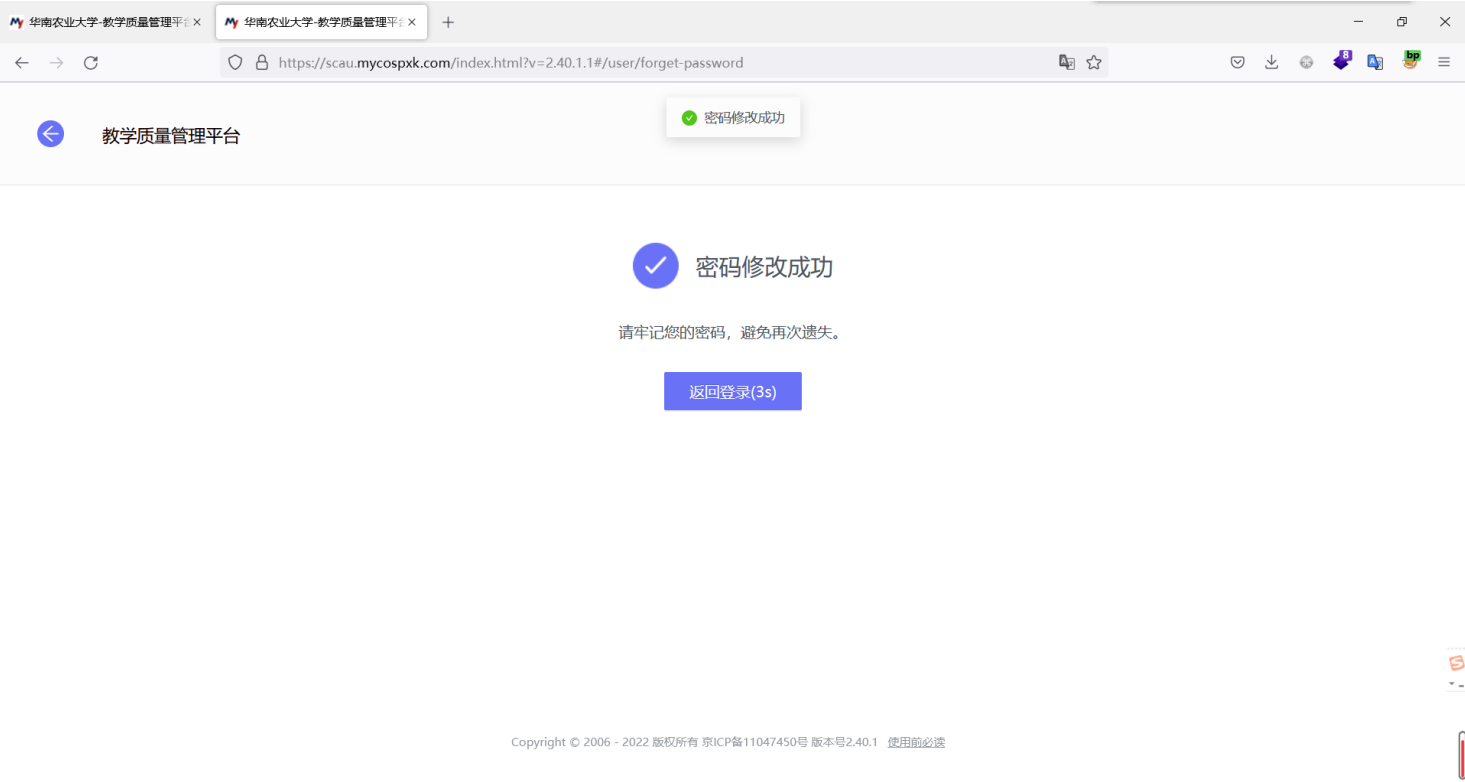 华南农业大学-教学质量管理平台
华南农业大学-教学质量管理平台
https://scau.mycospxk.com/index.html?v=2.40.1.1#/user/forget-password
8
bp
教学质量管理平台
密码修改成功
密码修改成功
请牢记您的密码，避免再次遗失。
返回登录(3s)
Copyright © 2006 - 2022 版权所有 京ICP备11047450号 版本号2.40.1 使用前必读